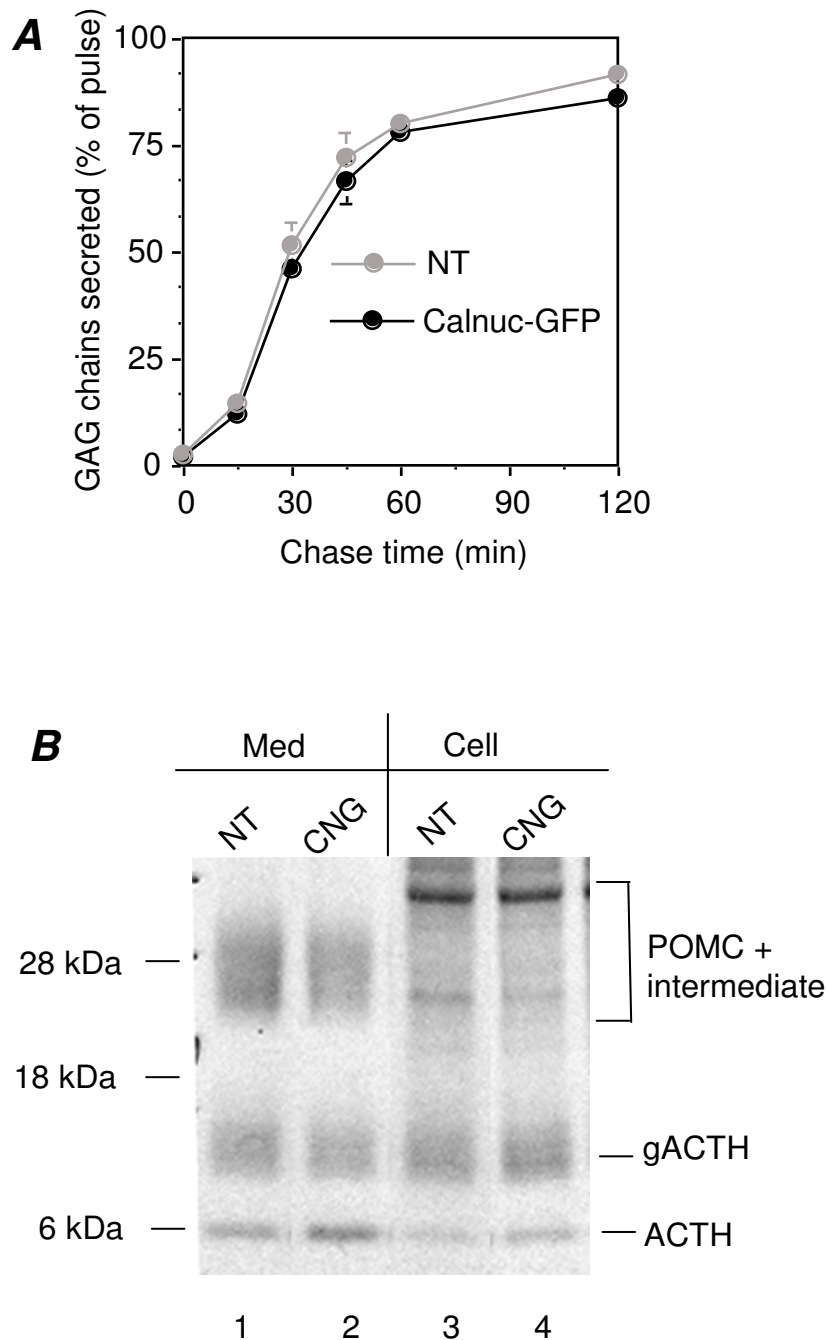 A
GAG chains secreted (% of pulse)
100
75
50
25
0
NT
Calnuc-GFP
0 30 60 90 120
Chase time (min)
B
Med Cell
NT CNG NT CNG
28 kDa
18 kDa
6 kDa
POMC +
intermediate
gACTH
ACTH
1 2 3 4